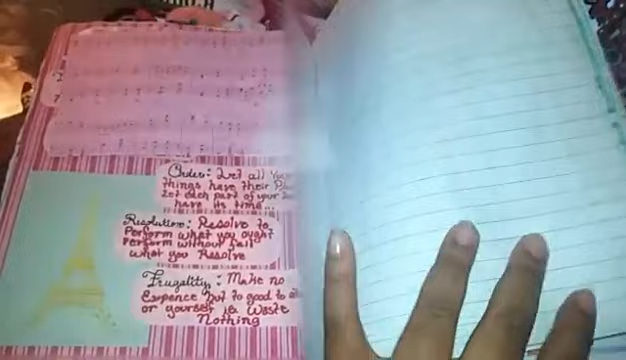 Order: Let all
things have their
Let each part of your
have its time...
Resolution: Resolve to
Perform what you ought
Perform without fail
what you Resolve
Frugality: Make no
Expence but to good to
or yourself ie Waste
Nothing